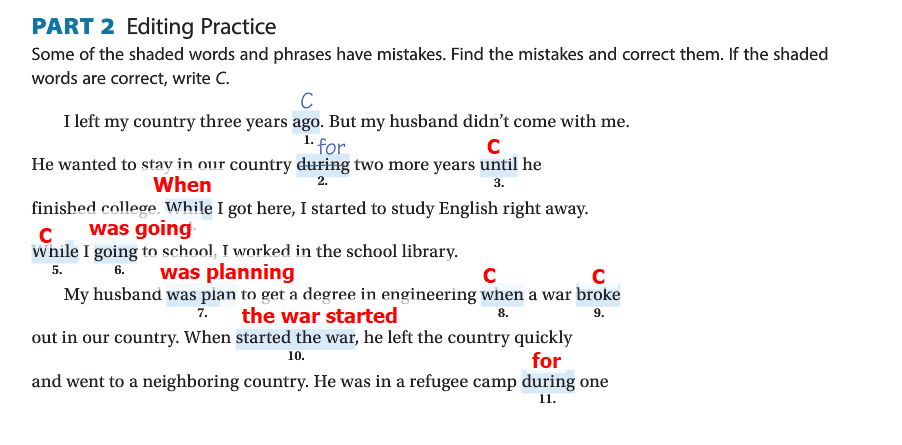 PART 2 Editing Practice
Some of the shaded words and phrases have mistakes. Find the mistakes and correct them. If the shaded
words are correct, write C.
C
I left my country three years ago. But my husband didn't come with me.
1. for C
He wanted to stay in our country during two more years until he
When 2. 3.
finished college. While I got here, I started to study English right away.
C was going
While I going to school, I worked in the school library.
5. 6. was planning C C
My husband was plan to get a degree in engineering when a war broke
7. the war started 8. 9.
out in our country. When started the war, he left the country quickly
10. for
and went to a neighboring country. He was in a refugee camp during one
11.